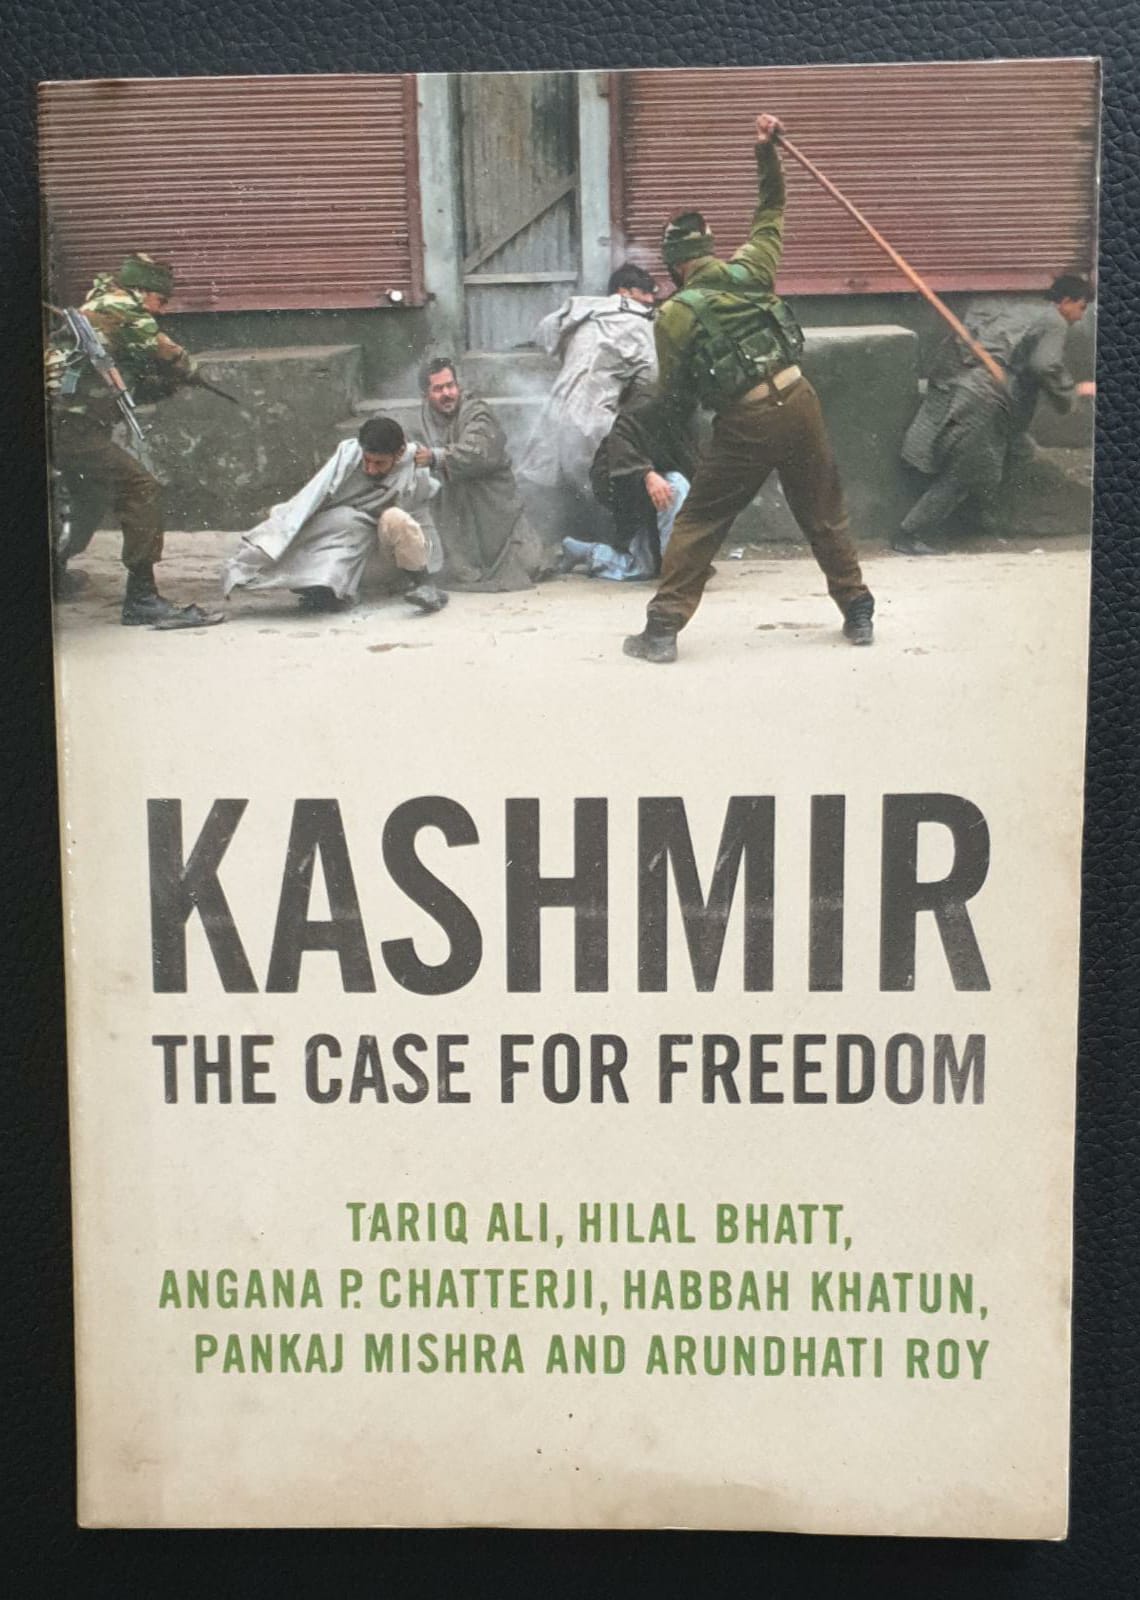 KASHMIR
THE CASE FOR FREEDOM
TARIQ ALI, HILAL BHATT,
ANGANA P. CHATTERJI, HABBAH KHATUN,
PANKAJ MISHRA AND ARUNDHATI ROY